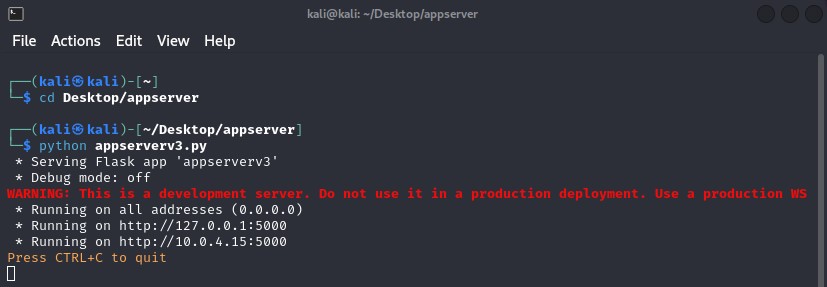 kali@kali: ~/Desktop/appserver
File Actions Edit View Help
┌──(kali㉿kali)-[~]
└─$ cd Desktop/appserver
┌──(kali㉿kali)-[~/Desktop/appserver]
└─$ python appserverv3.py
* Serving Flask app 'appserverv3'
* Debug mode: off
WARNING: This is a development server. Do not use it in a production deployment. Use a production WS
* Running on all addresses (0.0.0.0)
* Running on http://127.0.0.1:5000
* Running on http://10.0.4.15:5000
Press CTRL+C to quit